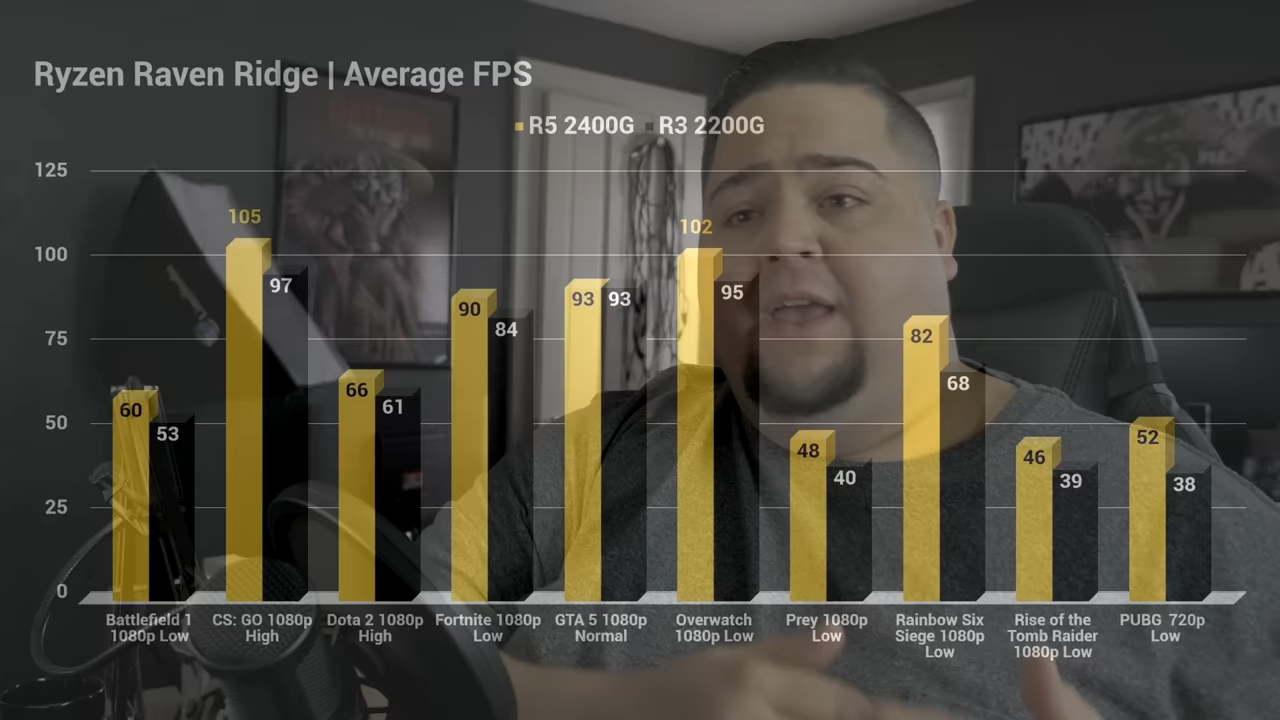 Ryzen Raven Ridge | Average FPS
R5 2400G R3 2200G
125
100
75
50
25
0
105
97
60
53
66
61
90
84
93
93
102
95
48
40
82
68
46
39
52
38
Battlefield 1
1080p Low
CS: GO 1080p
High
Dota 2 1080p
High
Fortnite 1080p
Low
GTA 5 1080p
Normal
Overwatch
1080p Low
Prey 1080p
Low
Rainbow Six
Siege 1080p
Low
Rise of the
Tomb Raider
1080p Low
PUBG 720p
Low